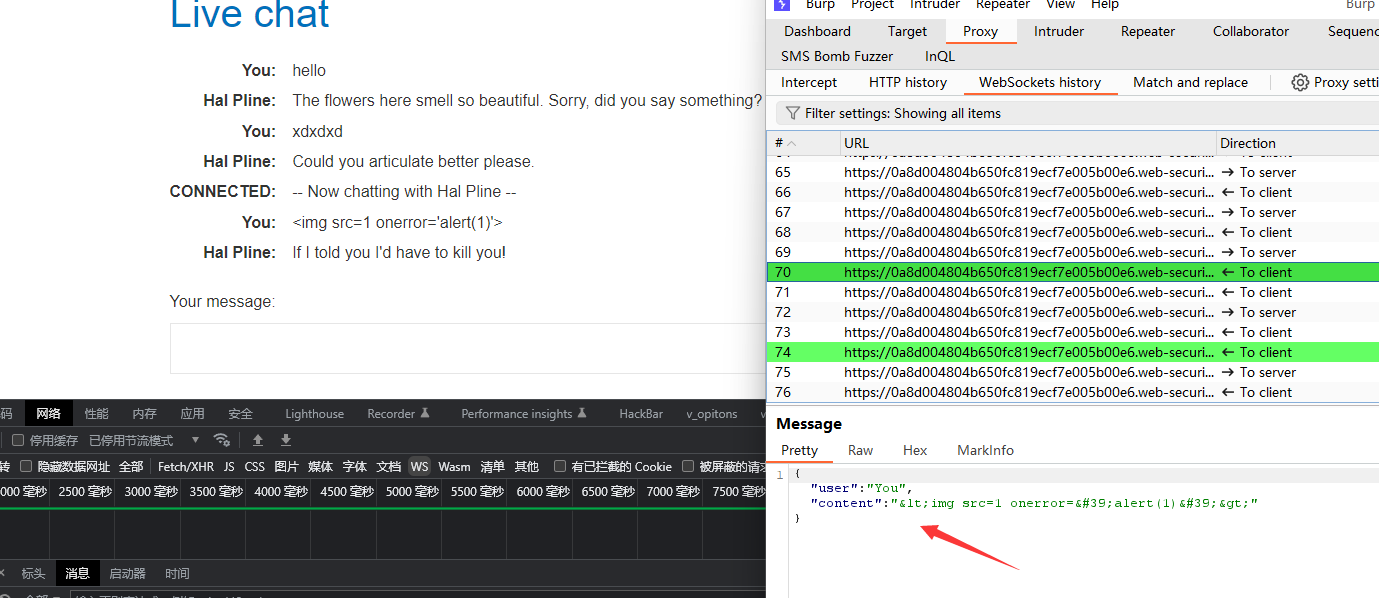 Live chat
You: hello
Hal Pline: The flowers here smell so beautiful. Sorry, did you say something?
You: xdxdxd
Hal Pline: Could you articulate better please.
CONNECTED: -- Now chatting with Hal Pline --
You: <img src=1 onerror='alert(1)'>
Hal Pline: If I told you I'd have to kill you!
Your message:
码 网络 性能 内存 应用 安全 Lighthouse Recorder Performance insights HackBar v_opitons
停用缓存 已停用节流模式
转 隐藏数据网址 全部 Fetch/XHR JS CSS 图片 媒体 字体 文档 WS Wasm 清单 其他 有已拦截的 Cookie 被屏蔽的请求
000 毫秒 2500 毫秒 3000 毫秒 3500 毫秒 4000 毫秒 4500 毫秒 5000 毫秒 5500 毫秒 6000 毫秒 6500 毫秒 7000 毫秒 7500 毫秒
× 标头 消息 启动器 时间
Burp Project Intruder Repeater View Help Burp
Dashboard Target Proxy Intruder Repeater Collaborator Sequenc
SMS Bomb Fuzzer InQL
Intercept HTTP history WebSockets history Match and replace Proxy setti
Filter settings: Showing all items
# URL Direction
65 https://0a8d004804b650fc819ecf7e005b00e6.web-securi... → To server
66 https://0a8d004804b650fc819ecf7e005b00e6.web-securi... ← To client
67 https://0a8d004804b650fc819ecf7e005b00e6.web-securi... → To server
68 https://0a8d004804b650fc819ecf7e005b00e6.web-securi... ← To client
69 https://0a8d004804b650fc819ecf7e005b00e6.web-securi... → To server
70 https://0a8d004804b650fc819ecf7e005b00e6.web-securi... ← To client
71 https://0a8d004804b650fc819ecf7e005b00e6.web-securi... ← To client
72 https://0a8d004804b650fc819ecf7e005b00e6.web-securi... → To server
73 https://0a8d004804b650fc819ecf7e005b00e6.web-securi... ← To client
74 https://0a8d004804b650fc819ecf7e005b00e6.web-securi... ← To client
75 https://0a8d004804b650fc819ecf7e005b00e6.web-securi... → To server
76 https://0a8d004804b650fc819ecf7e005b00e6.web-securi... ← To client
Message
Pretty Raw Hex MarkInfo
1 {
"user":"You",
"content":"&lt;img src=1 onerror=&#39;alert(1)&#39;&gt;"
}